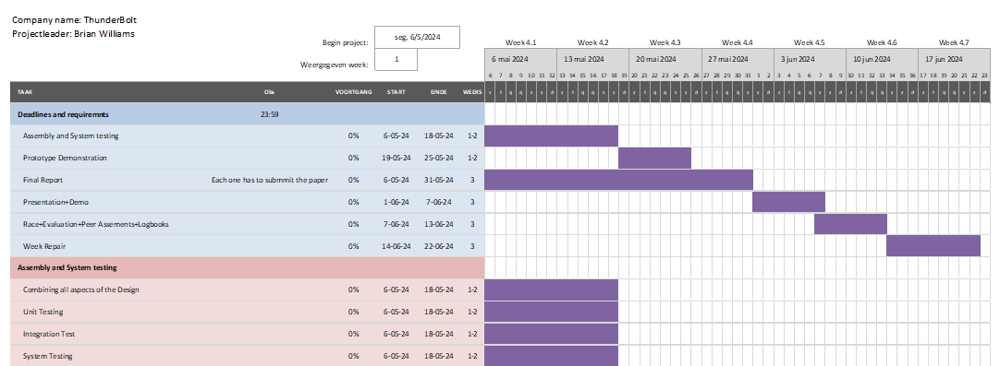 Company name: ThunderBolt
Projectleader: Brian Williams
Begin project: seg, 6/5/2024
Weergegeven week: 1
Week 4.1 Week 4.2 Week 4.3 Week 4.4 Week 4.5 Week 4.6 Week 4.7
6 mai 2024 13 mai 2024 20 mai 2024 27 mai 2024 3 jun 2024 10 jun 2024 17 jun 2024
6 7 8 9 10 11 12 13 14 15 16 17 18 19 20 21 22 23 24 25 26 27 28 29 30 31 1 2 3 4 5 6 7 8 9 10 11 12 13 14 15 16 17 18 19 20 21 22 23
TAAK Obs VOORTGANG START EINDE WEEKS s t q q s s d s t q q s s d s t q q s s d s t q q s s d s t q q s s d s t q q s s d s t q q s s d
Deadlines and requiremnts 23:59
Assembly and System testing 0% 6-05-24 18-05-24 1-2
Prototype Demonstration 0% 19-05-24 25-05-24 1-2
Final Report Each one has to submmit the paper 0% 6-05-24 31-05-24 3
Presentation+Demo 0% 1-06-24 7-06-24 3
Race+Evaluation+Peer Assements+Logbooks 0% 7-06-24 13-06-24 3
Week Repair 0% 14-06-24 22-06-24 3
Assembly and System testing
Combining all aspects of the Design 0% 6-05-24 18-05-24 1-2
Unit Testing 0% 6-05-24 18-05-24 1-2
Integration Test 0% 6-05-24 18-05-24 1-2
System Testing 0% 6-05-24 18-05-24 1-2